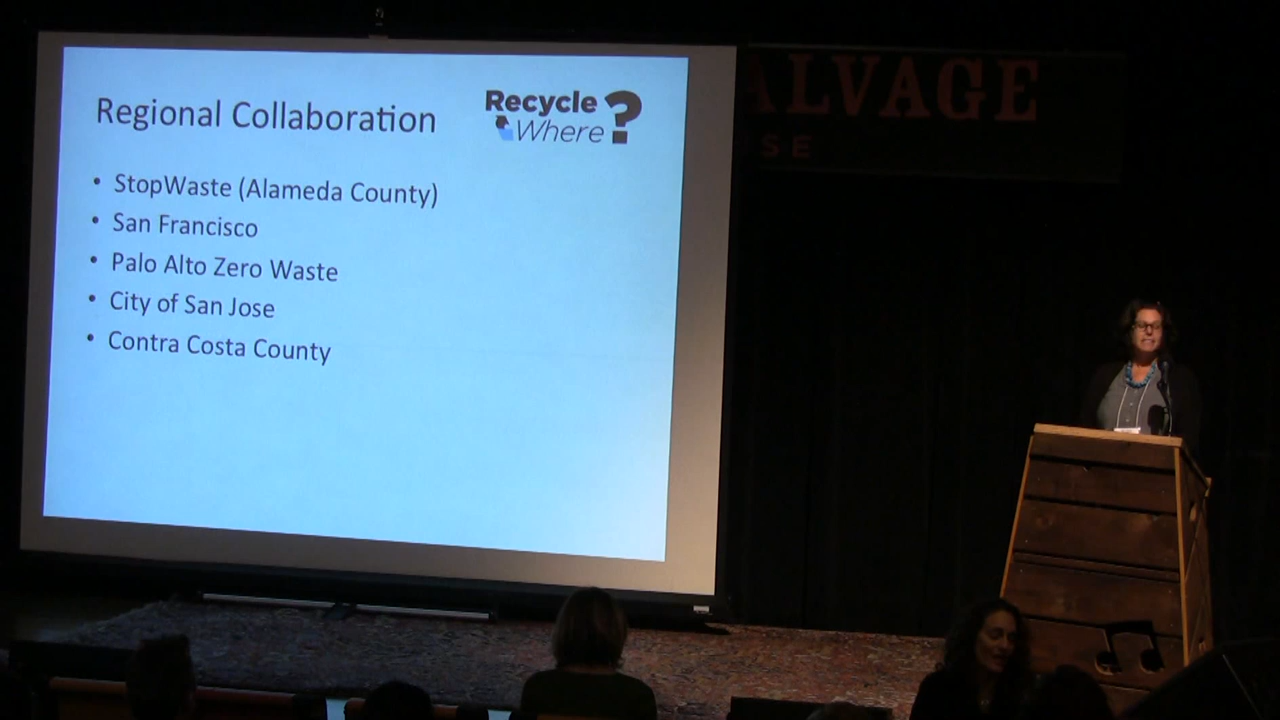 Regional Collaboration
Recycle
Where?
• StopWaste (Alameda County)
• San Francisco
• Palo Alto Zero Waste
• City of San Jose
• Contra Costa County
ALVAGE
SE